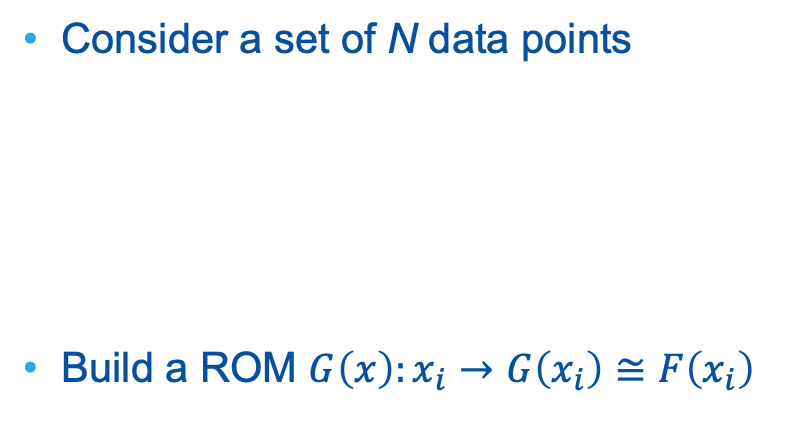 • Consider a set of N data points
• Build a ROM G(x): xᵢ → G(xᵢ) ≅ F(xᵢ)